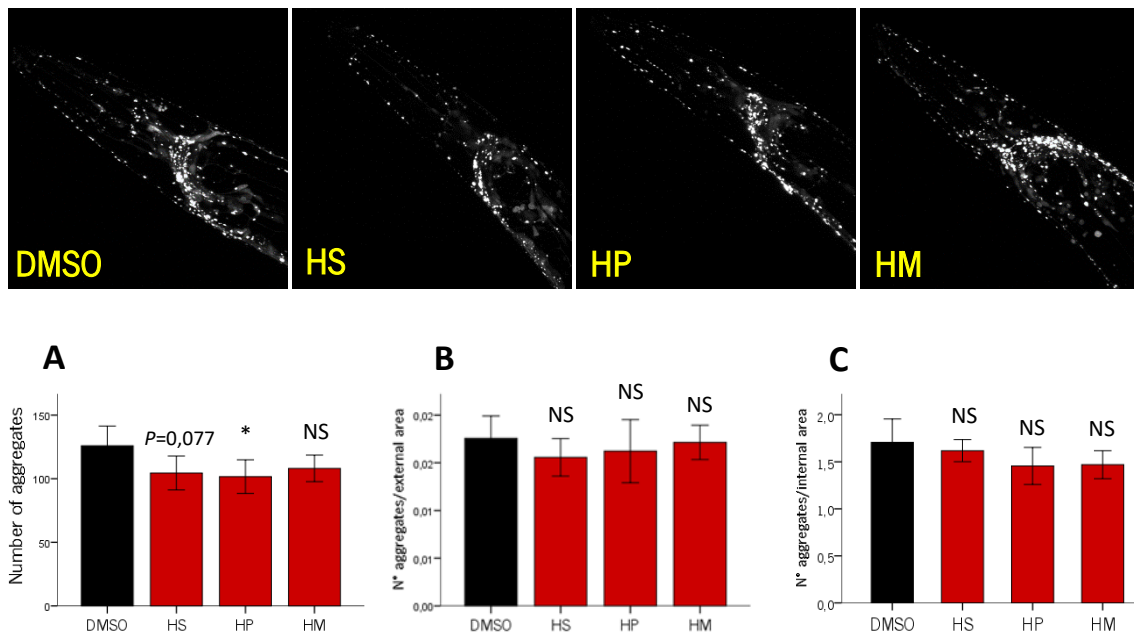 DMSO HS HP HM
A
Number of aggregates
150
100
50
0
P=0,077
*
NS
DMSO HS HP HM
B
N° aggregates/external area
0,02
0,02
0,01
0,01
0,00
NS
NS
NS
DMSO HS HP HM
C
N° aggregates/internal area
2,0
1,5
1,0
0,5
0,0
NS
NS
NS
DMSO HS HP HM